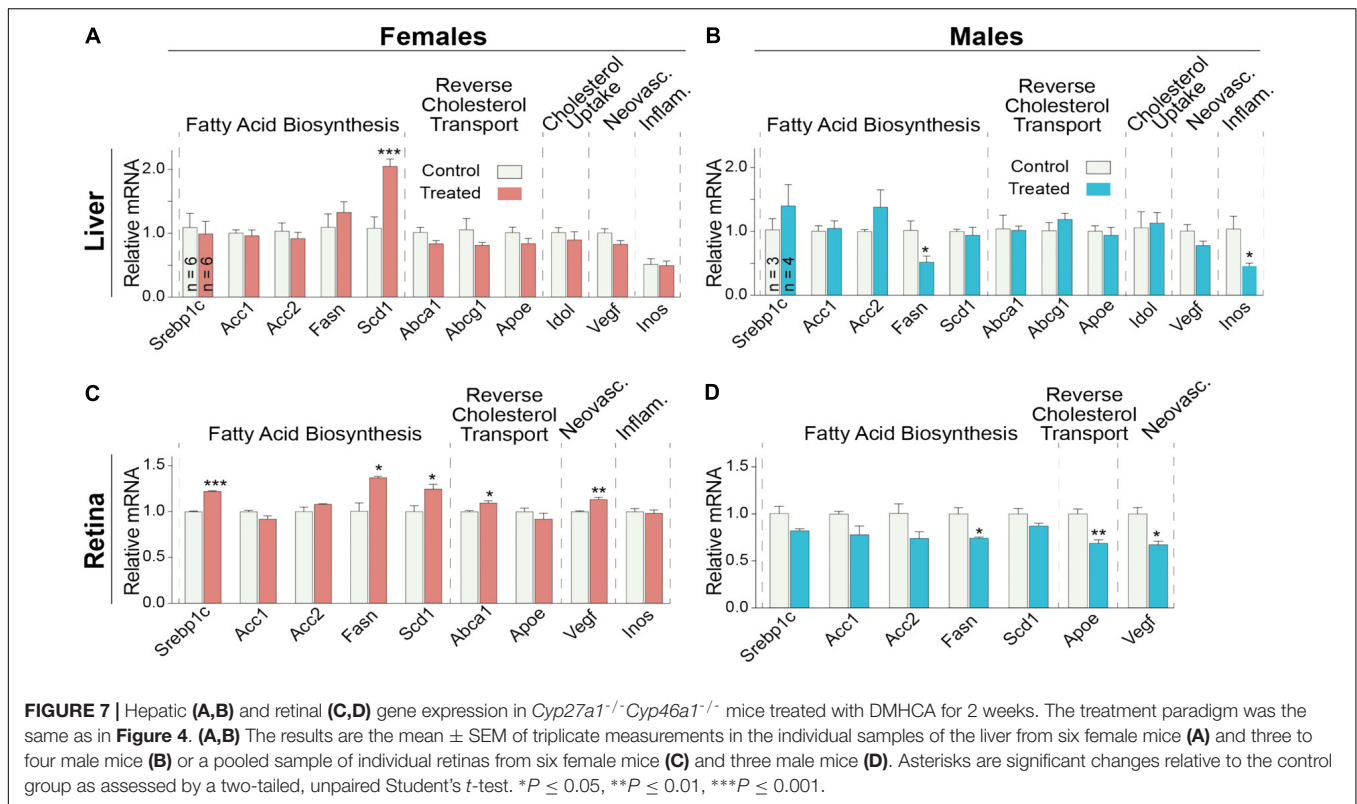 A
Females
Fatty Acid Biosynthesis
Reverse
Cholesterol
Transport
Cholesterol
Uptake
Neovasc.
Inflam.
Liver
Relative mRNA
2.0
1.0
0.0
***
Control
Treated
n = 6
n = 6
Srebp1c
Acc1
Acc2
Fasn
Scd1
Abca1
Abcg1
Apoe
Idol
Vegf
Inos
B
Males
Fatty Acid Biosynthesis
Reverse
Cholesterol
Transport
Cholesterol
Uptake
Neovasc.
Inflam.
Relative mRNA
2.0
1.0
0.0
Control
Treated
n = 3
n = 4
*
*
Srebp1c
Acc1
Acc2
Fasn
Scd1
Abca1
Abcg1
Apoe
Idol
Vegf
Inos
C
Fatty Acid Biosynthesis
Reverse
Cholesterol
Transport
Neovasc.
Inflam.
Retina
Relative mRNA
1.5
1.0
0.5
0.0
***
*
*
*
**
Srebp1c
Acc1
Acc2
Fasn
Scd1
Abca1
Apoe
Vegf
Inos
D
Fatty Acid Biosynthesis
Reverse
Cholesterol
Transport
Neovasc.
Relative mRNA
1.5
1.0
0.5
0.0
*
**
*
Srebp1c
Acc1
Acc2
Fasn
Scd1
Apoe
Vegf
FIGURE 7 | Hepatic (A,B) and retinal (C,D) gene expression in Cyp27a1-/-Cyp46a1-/- mice treated with DMHCA for 2 weeks. The treatment paradigm was the
same as in Figure 4. (A,B) The results are the mean ± SEM of triplicate measurements in the individual samples of the liver from six female mice (A) and three to
four male mice (B) or a pooled sample of individual retinas from six female mice (C) and three male mice (D). Asterisks are significant changes relative to the control
group as assessed by a two-tailed, unpaired Student's t-test. *P ≤ 0.05, **P ≤ 0.01, ***P ≤ 0.001.